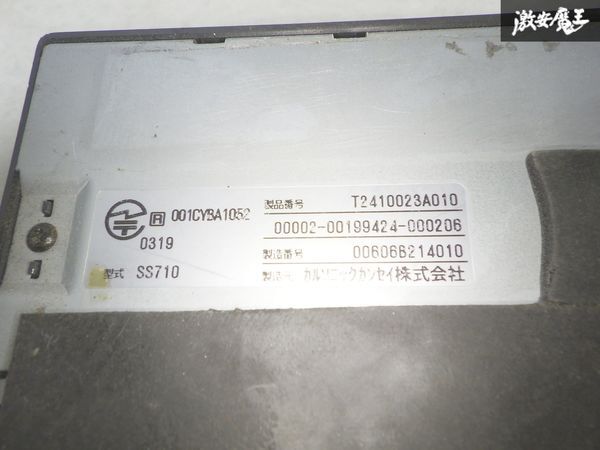 激安魔王
R 001CYBA1052
0319
型式 SS710
製品番号 T2410023A010
00002-00199424-000206
製造番号 00606B214010
製造元 カルソニックカンセイ株式会社